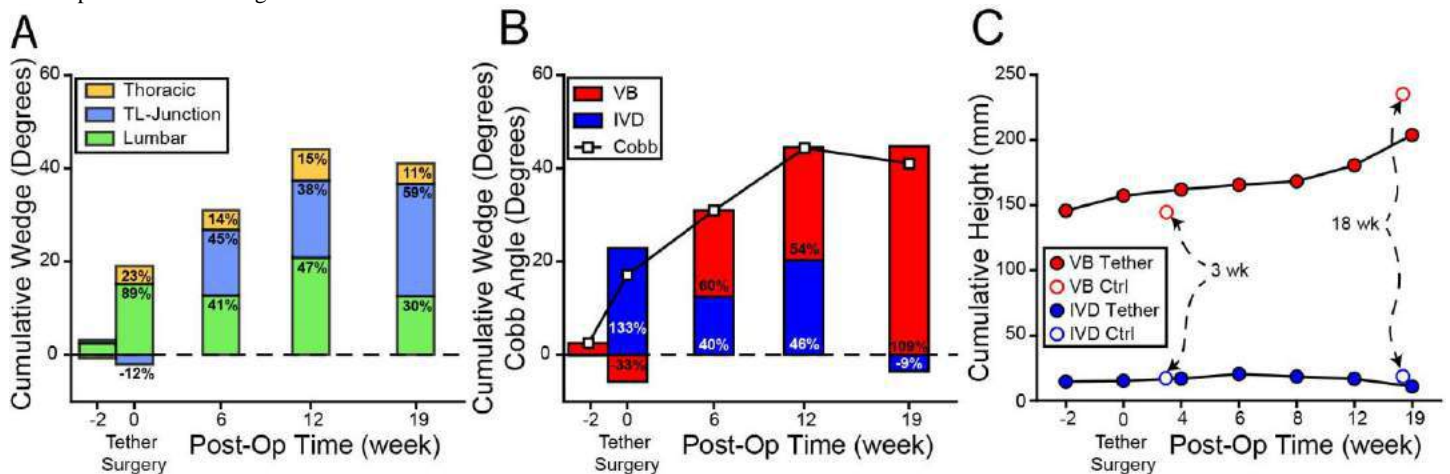 A
Cumulative Wedge (Degrees)
60
40
20
0
Thoracic
TL-Junction
Lumbar
23%
89%
-12%
14%
45%
41%
15%
38%
47%
11%
59%
30%
-2 0 6 12 19
Tether
Surgery
Post-Op Time (week)
B
Cumulative Wedge (Degrees)
Cobb Angle (Degrees)
60
40
20
0
VB
IVD
Cobb
133%
-33%
60%
40%
54%
46%
109%
-9%
-2 0 6 12 19
Tether
Surgery
Post-Op Time (week)
C
Cumulative Height (mm)
250
200
150
100
50
0
VB Tether
VB Ctrl
IVD Tether
IVD Ctrl
3 wk
18 wk
-2 0 4 6 8 12 19
Tether
Surgery
Post-Op Time (week)